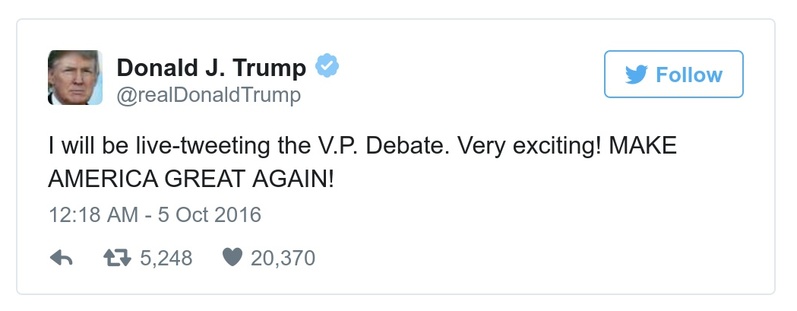 Donald J. Trump
Follow
@realDonaldTrump
I will be live-tweeting the V.P. Debate. Very exciting! MAKE
AMERICA GREAT AGAIN!
12:18 AM - 5 Oct 2016
5,248 20,370